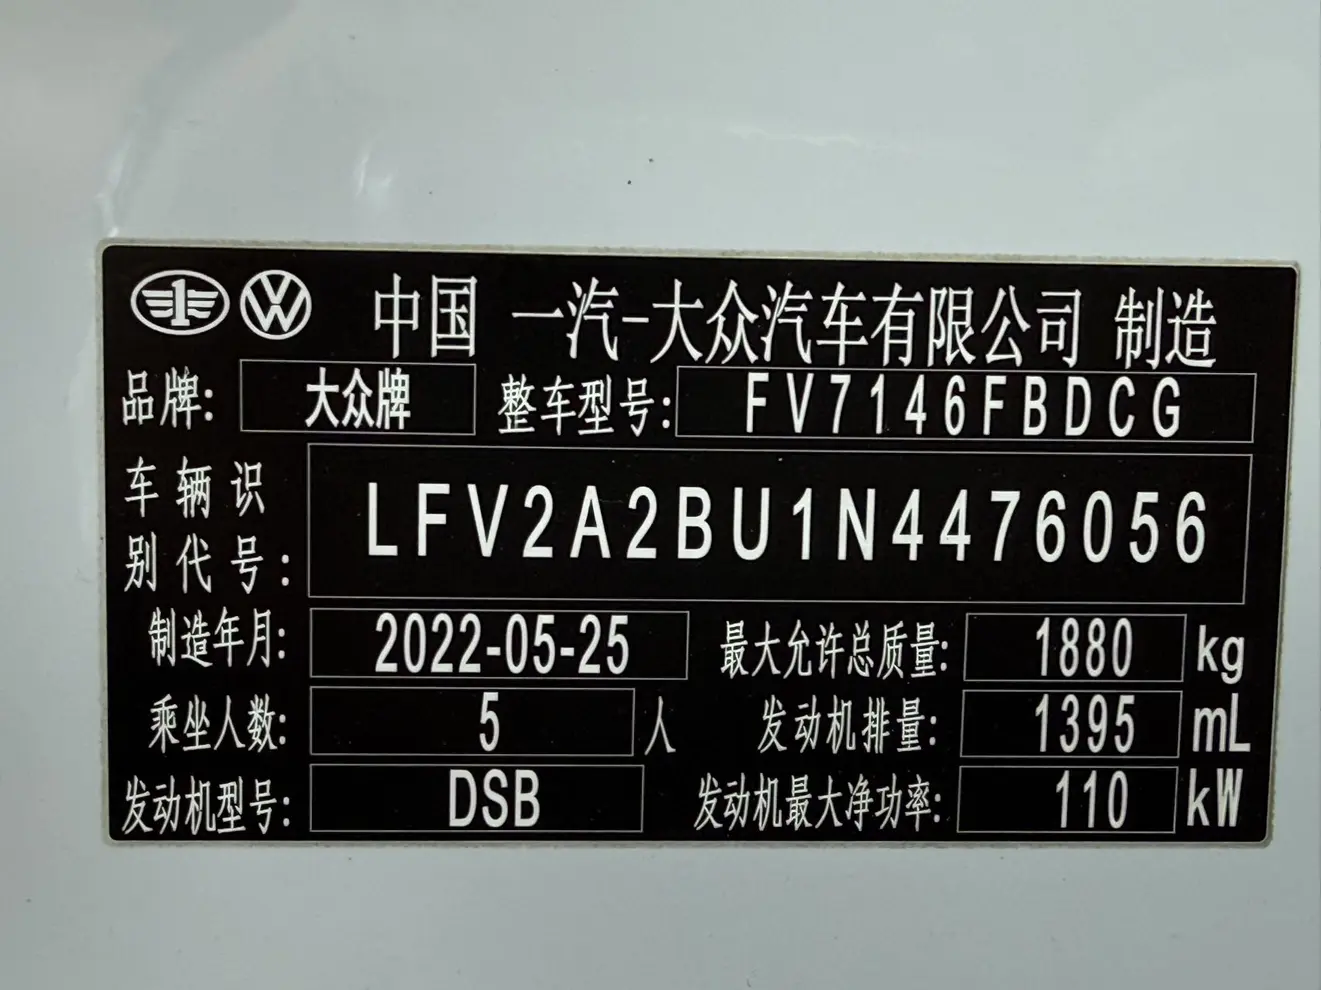 中国 一汽-大众汽车有限公司 制造
品牌: 大众牌 整车型号: FV7146FBDCG
车辆识
别代号: LFV2A2BU1N4476056
制造年月: 2022-05-25 最大允许总质量: 1880 kg
乘坐人数: 5 人 发动机排量: 1395 mL
发动机型号: DSB 发动机最大净功率: 110 kW